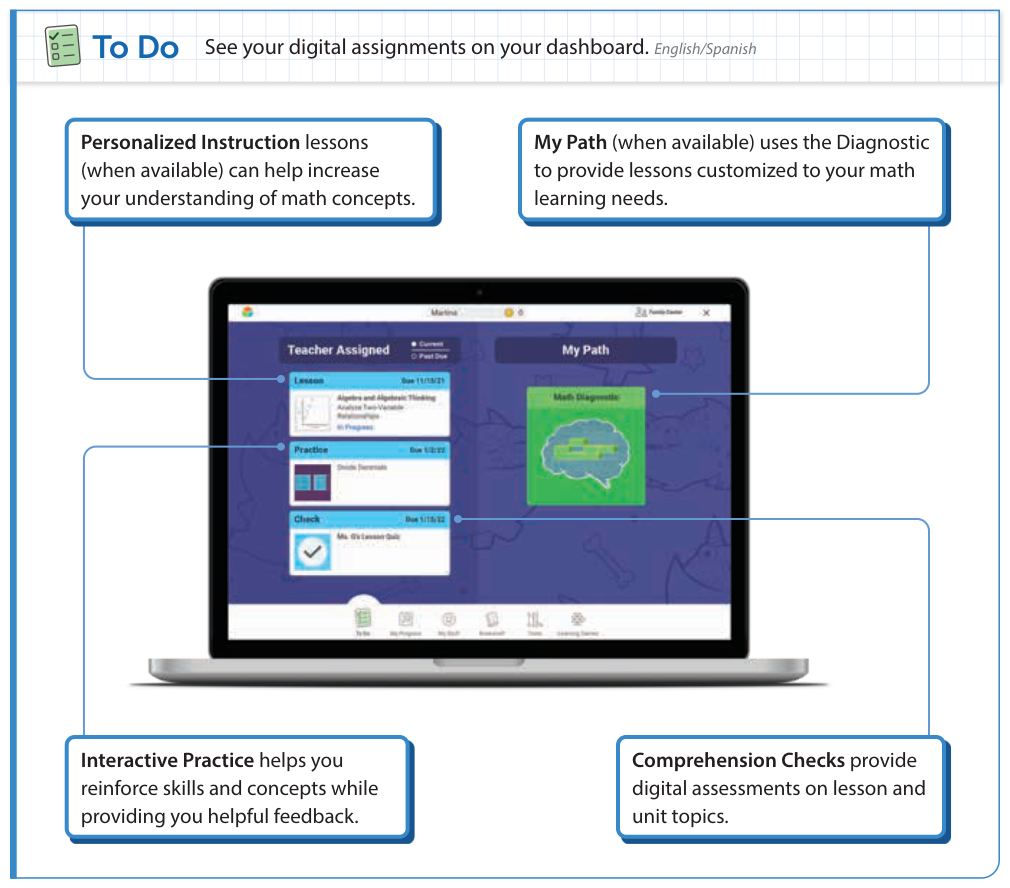 To Do See your digital assignments on your dashboard. English/Spanish
Personalized Instruction lessons
(when available) can help increase
your understanding of math concepts.
My Path (when available) uses the Diagnostic
to provide lessons customized to your math
learning needs.
Martina 0 Family Center
Teacher Assigned
Current
Past Due
My Path
Lesson Due 11/15/21
Algebra and Algebraic Thinking
Analyze Two-Variable
Relationships
In Progress
Math Diagnostic
Practice Due 1/2/22
Divide Decimals
Check Due 1/15/22
Ms. G's Lesson Quiz
To Do My Progress My Stuff Bookshelf Tools Learning Games
Interactive Practice helps you
reinforce skills and concepts while
providing you helpful feedback.
Comprehension Checks provide
digital assessments on lesson and
unit topics.